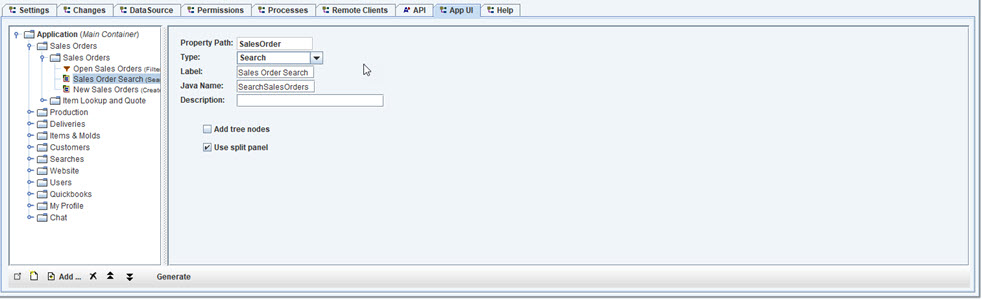 Settings Changes DataSource Permissions Processes Remote Clients API App UI Help
Application (Main Container)
Sales Orders
Sales Orders
Open Sales Orders (Filte
Sales Order Search (Sea
New Sales Orders (Creat
Item Lookup and Quote
Production
Deliveries
Items & Molds
Customers
Searches
Website
Users
Quickbooks
My Profile
Chat
Property Path: SalesOrder
Type: Search
Label: Sales Order Search
Java Name: SearchSalesOrders
Description:
Add tree nodes
Use split panel
Add ... Generate